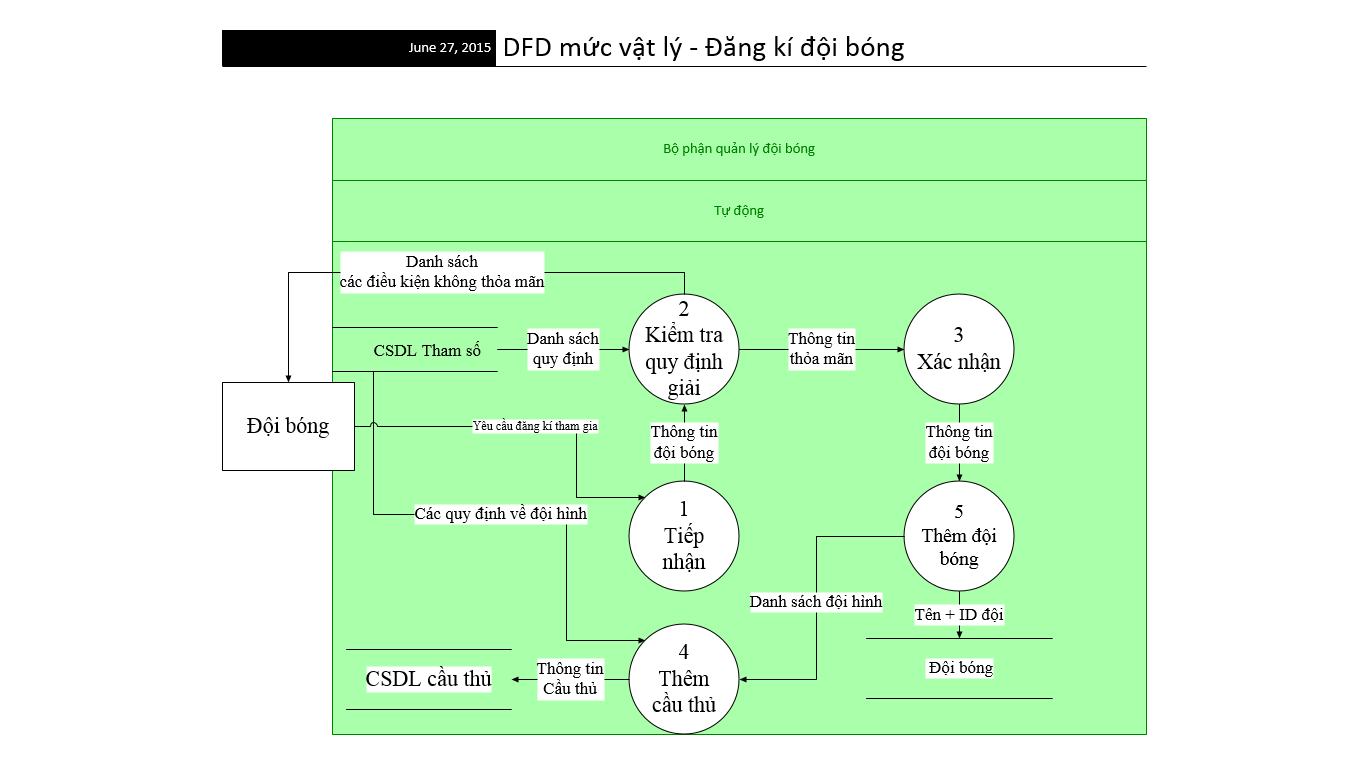 June 27, 2015 DFD mức vật lý - Đăng kí đội bóng
Bộ phận quản lý đội bóng
Tự động
Danh sách
các điều kiện không thỏa mãn
2
Kiểm tra
quy định
giải
3
Xác nhận
CSDL Tham số
Danh sách
quy định
Thông tin
thỏa mãn
Đội bóng
Yêu cầu đăng kí tham gia
Thông tin
đội bóng
Thông tin
đội bóng
Các quy định về đội hình
1
Tiếp
nhận
5
Thêm đội
bóng
Danh sách đội hình
Tên + ID đội
CSDL cầu thủ
Thông tin
Cầu thủ
4
Thêm
cầu thủ
Đội bóng